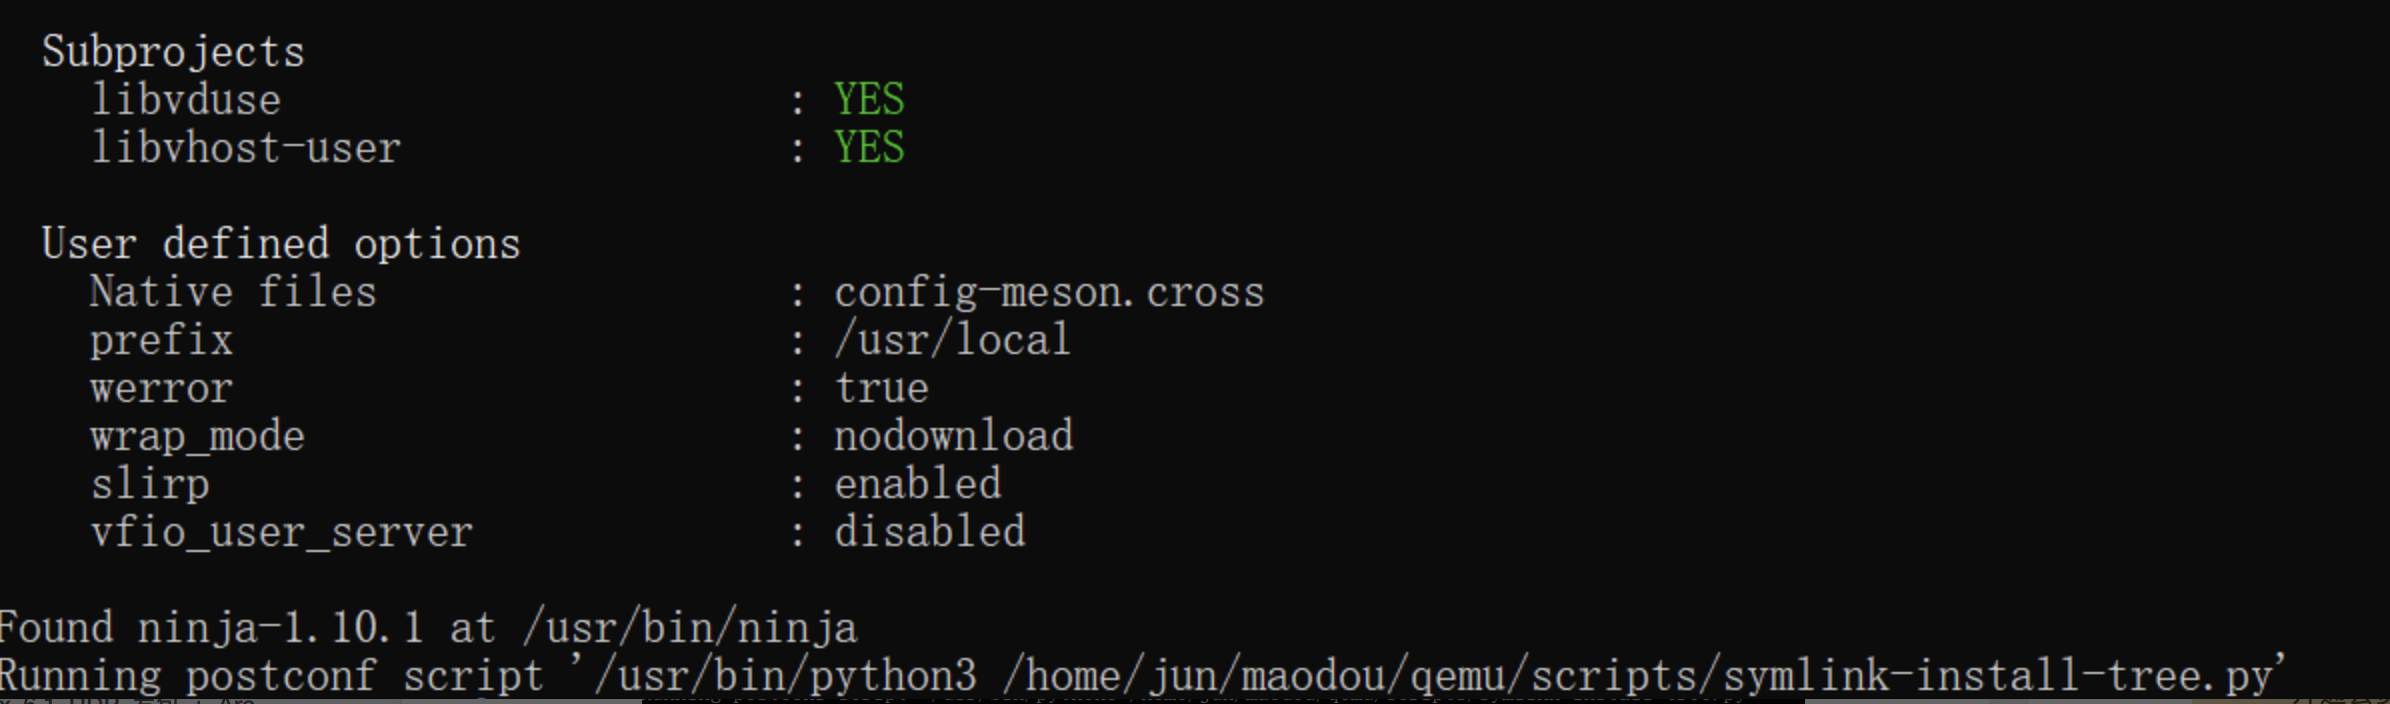 Subprojects
libvduse : YES
libvhost-user : YES
User defined options
Native files : config-meson.cross
prefix : /usr/local
werror : true
wrap_mode : nodownload
slirp : enabled
vfio_user_server : disabled
Found ninja-1.10.1 at /usr/bin/ninja
Running postconf script '/usr/bin/python3 /home/jun/maodou/qemu/scripts/symlink-install-tree.py'